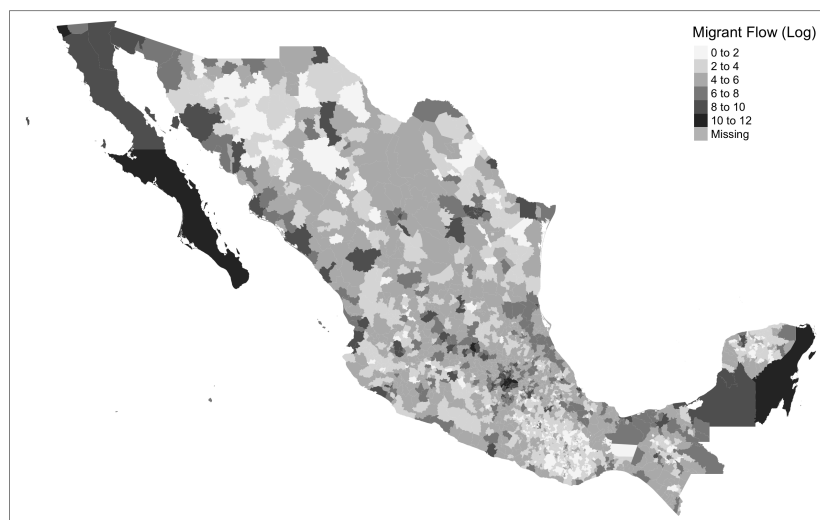 Migrant Flow (Log)
0 to 2
2 to 4
4 to 6
6 to 8
8 to 10
10 to 12
Missing